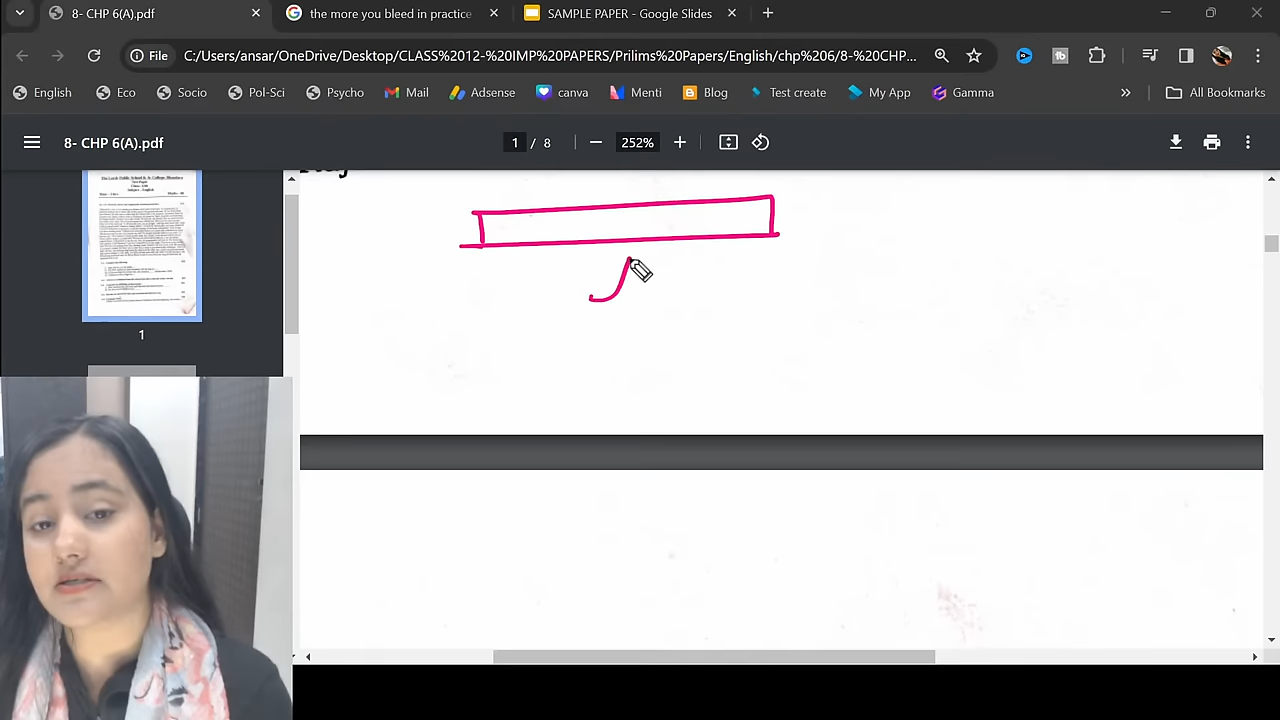 8- CHP 6(A).pdf
the more you bleed in practice
SAMPLE PAPER - Google Slides
File
C:/Users/ansar/OneDrive/Desktop/CLASS%2012-%20IMP%20PAPERS/Prilims%20Papers/English/chp%206/8-%20CHP...
English
Eco
Socio
Pol-Sci
Psycho
Mail
Adsense
canva
Menti
Blog
Test create
My App
Gamma
»
All Bookmarks
8- CHP 6(A).pdf
1 / 8
252%
1